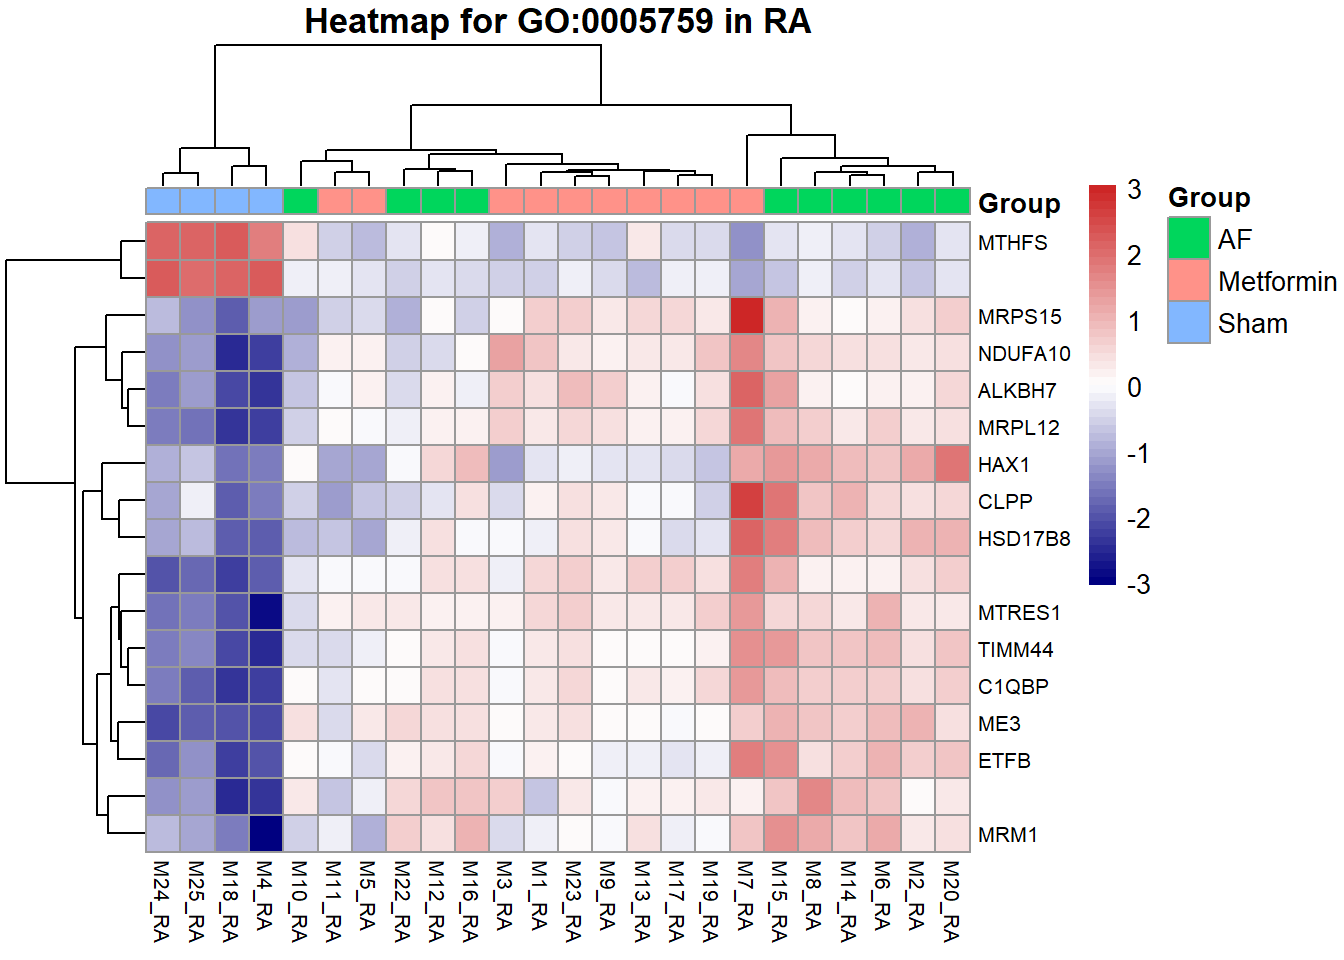 Heatmap for GO:0005759 in RA
Group
MTHFS
MRPS15
NDUFA10
ALKBH7
MRPL12
HAX1
CLPP
HSD17B8
MTRES1
TIMM44
C1QBP
ME3
ETFB
MRM1
3
2
1
0
-1
-2
-3
Group
AF
Metformin
Sham
M24_RA
M25_RA
M18_RA
M4_RA
M10_RA
M11_RA
M5_RA
M22_RA
M12_RA
M16_RA
M3_RA
M1_RA
M23_RA
M9_RA
M13_RA
M17_RA
M19_RA
M7_RA
M15_RA
M8_RA
M14_RA
M6_RA
M2_RA
M20_RA